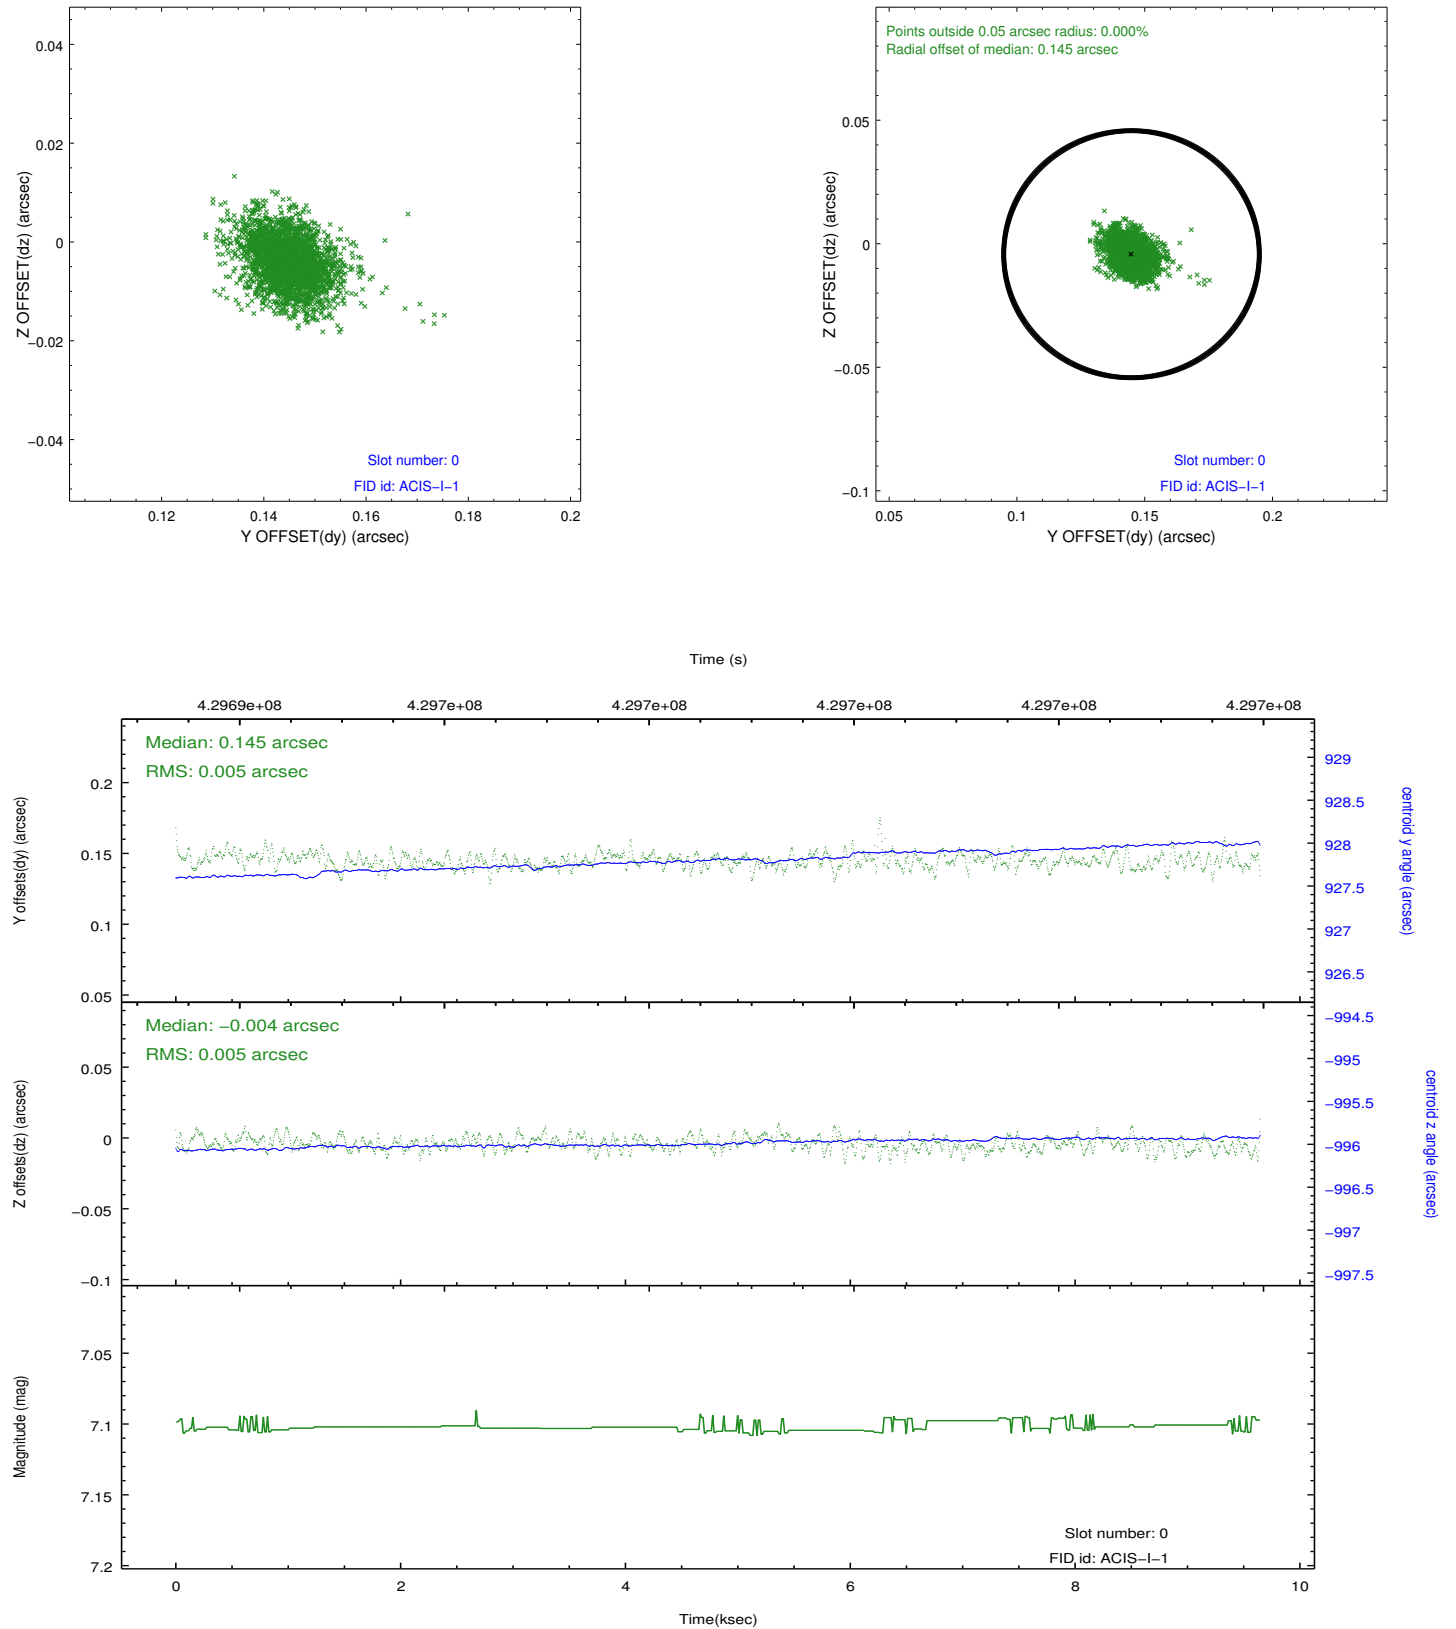 0.04
0.02
0
−0.02
−0.04
Z OFFSET(dz) (arcsec)
Slot number: 0
FID id: ACIS−I−1
0.12 0.14 0.16 0.18 0.2
Y OFFSET(dy) (arcsec)
Points outside 0.05 arcsec radius: 0.000%
Radial offset of median: 0.145 arcsec
0.05
0
−0.05
−0.1
Z OFFSET(dz) (arcsec)
Slot number: 0
FID id: ACIS−I−1
0.05 0.1 0.15 0.2
Y OFFSET(dy) (arcsec)
Time (s)
4.2969e+08 4.297e+08 4.297e+08 4.297e+08 4.297e+08 4.297e+08
Median: 0.145 arcsec
RMS: 0.005 arcsec
0.2
0.15
0.1
0.05
Y offsets(dy) (arcsec)
929
928.5
928
927.5
927
926.5
centroid y angle (arcsec)
Median: −0.004 arcsec
RMS: 0.005 arcsec
0.05
0
−0.05
−0.1
Z offsets(dz) (arcsec)
−994.5
−995
−995.5
−996
−996.5
−997
−997.5
centroid z angle (arcsec)
7.05
7.1
7.15
7.2
Magnitude (mag)
Slot number: 0
FID id: ACIS−I−1
0 2 4 6 8 10
Time(ksec)